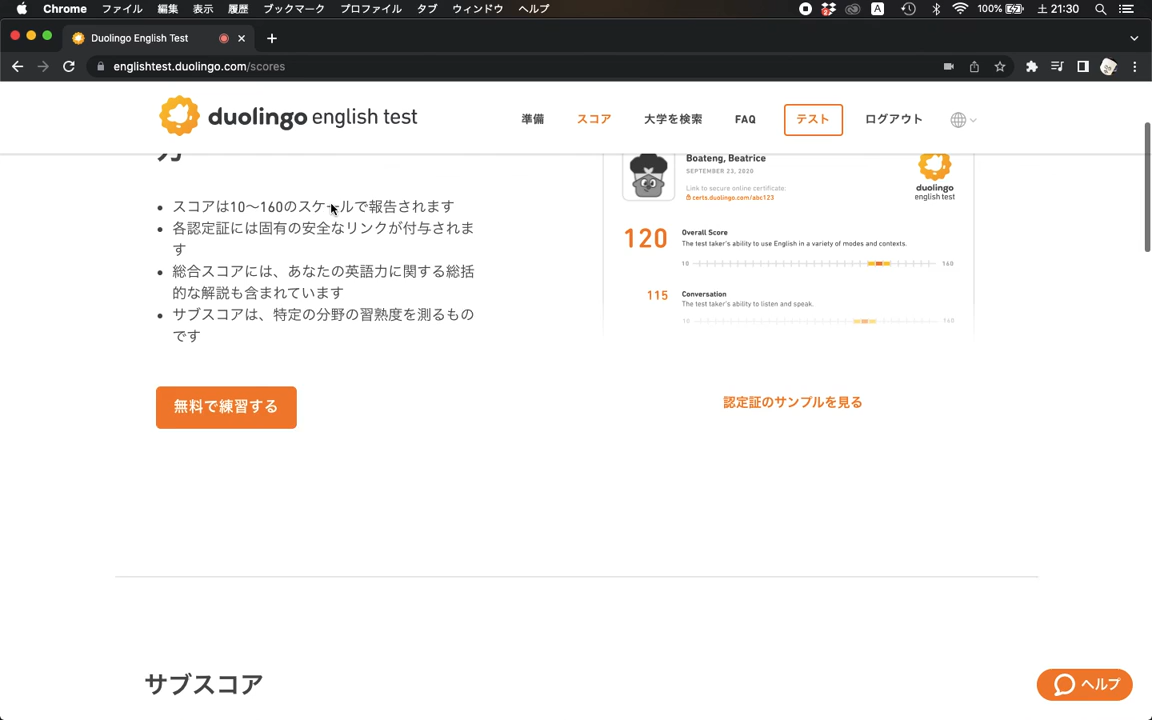 Chrome ファイル 編集 表示 履歴 ブックマーク プロファイル タブ ウィンドウ ヘルプ A 100% 土 21:30
Duolingo English Test
englishtest.duolingo.com/scores
duolingo english test 準備 スコア 大学を検索 FAQ テスト ログアウト
スコアは10〜160のスケールで報告されます
各認定証には固有の安全なリンクが付与されま
す
総合スコアには、あなたの英語力に関する総括
的な解説も含まれています
サブスコアは、特定の分野の習熟度を測るもの
です
無料で練習する
Boateng, Beatrice
SEPTEMBER 23, 2020
Link to secure online certificate:
certs.duolingo.com/abc123
duolingo
english test
120 Overall Score
The test taker's ability to use English in a variety of modes and contexts.
10 160
115 Conversation
The test taker's ability to listen and speak.
10 160
認定証のサンプルを見る
サブスコア
ヘルプ